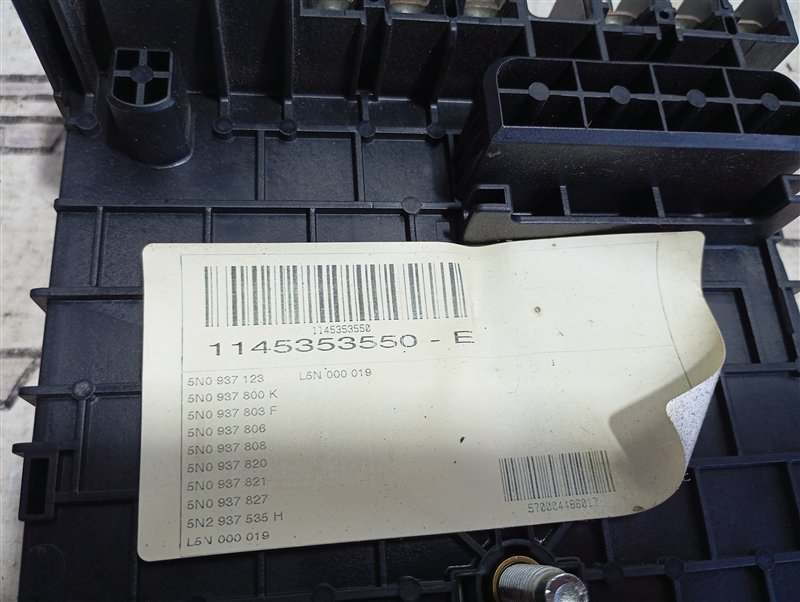 1145353550
1145353550 - E
5N0 937 123 L5N 000 019
5N0 937 800 K
5N0 937 803 F
5N0 937 806
5N0 937 808
5N0 937 820
5N0 937 821
5N0 937 827
5N2 937 535 H
L5N 000 019
570004486017